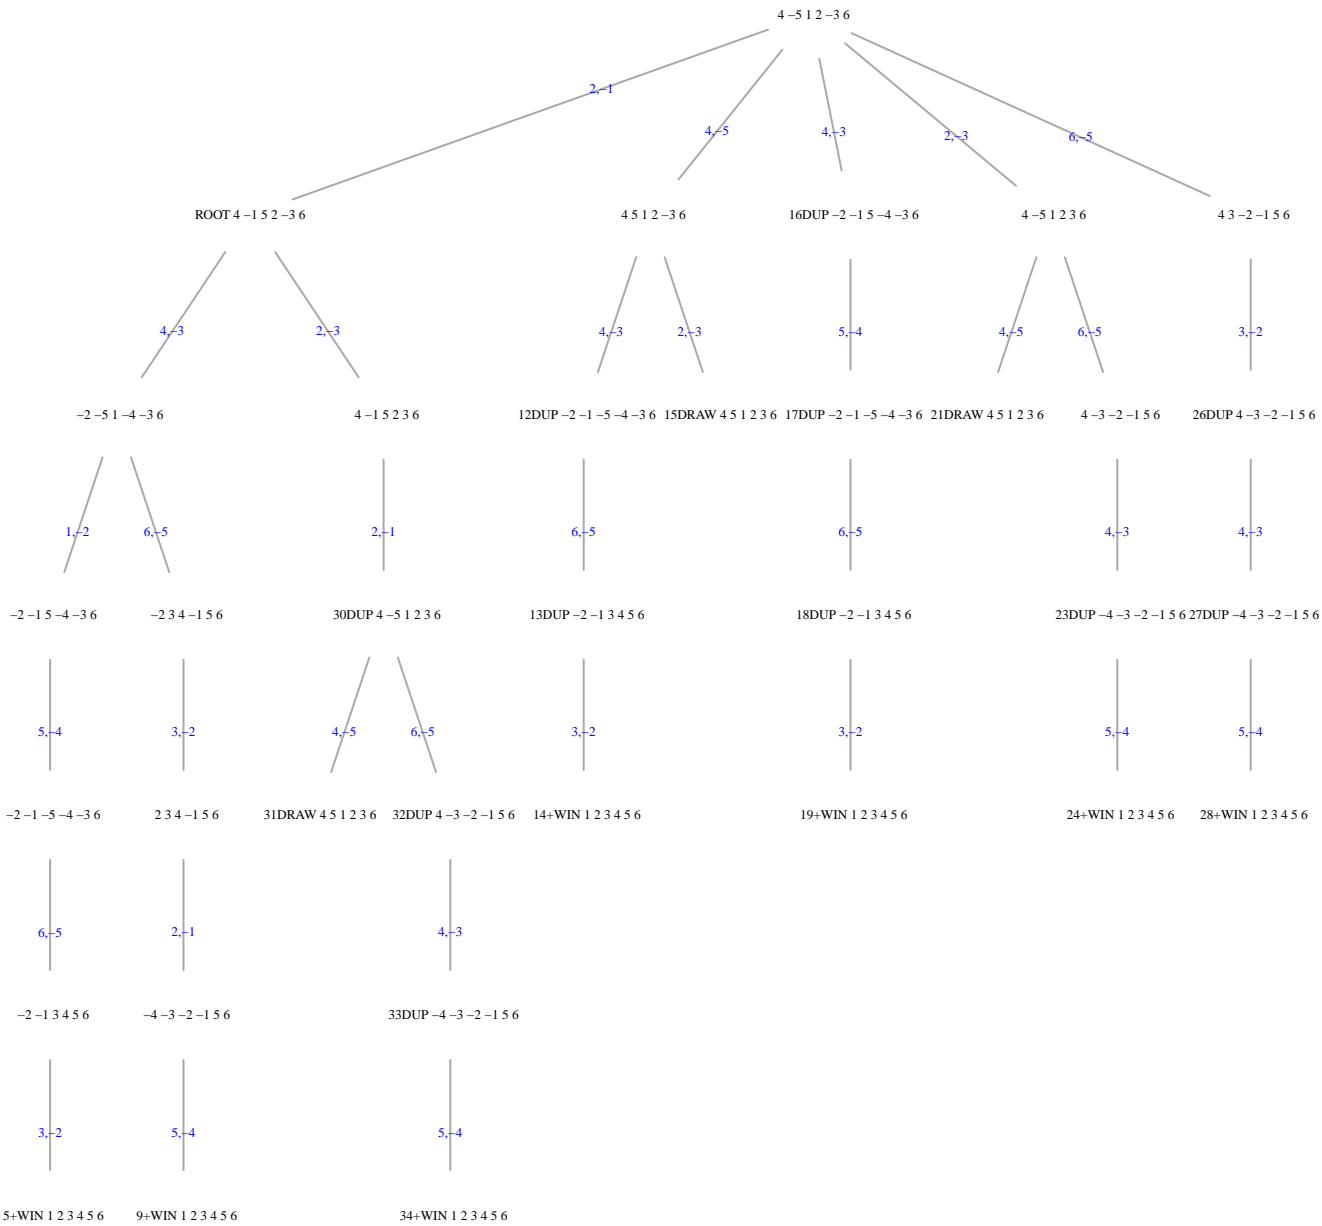 4 −5 1 2 −3 6
2,−1
4,−5
4,−3
2,−3
6,−5
ROOT 4 −1 5 2 −3 6
4 5 1 2 −3 6
16DUP −2 −1 5 −4 −3 6
4 −5 1 2 3 6
4 3 −2 −1 5 6
4,−3
2,−3
4,−3
2,−3
5,−4
4,−5
6,−5
3,−2
−2 −5 1 −4 −3 6
4 −1 5 2 3 6
12DUP −2 −1 −5 −4 −3 6
15DRAW 4 5 1 2 3 6
17DUP −2 −1 −5 −4 −3 6
21DRAW 4 5 1 2 3 6
4 −3 −2 −1 5 6
26DUP 4 −3 −2 −1 5 6
1,−2
6,−5
2,−1
6,−5
6,−5
4,−3
4,−3
−2 −1 5 −4 −3 6
−2 3 4 −1 5 6
30DUP 4 −5 1 2 3 6
13DUP −2 −1 3 4 5 6
18DUP −2 −1 3 4 5 6
23DUP −4 −3 −2 −1 5 6
27DUP −4 −3 −2 −1 5 6
5,−4
3,−2
4,−5
6,−5
3,−2
3,−2
5,−4
5,−4
−2 −1 −5 −4 −3 6
2 3 4 −1 5 6
31DRAW 4 5 1 2 3 6
32DUP 4 −3 −2 −1 5 6
14+WIN 1 2 3 4 5 6
19+WIN 1 2 3 4 5 6
24+WIN 1 2 3 4 5 6
28+WIN 1 2 3 4 5 6
6,−5
2,−1
4,−3
−2 −1 3 4 5 6
−4 −3 −2 −1 5 6
33DUP −4 −3 −2 −1 5 6
3,−2
5,−4
5,−4
5+WIN 1 2 3 4 5 6
9+WIN 1 2 3 4 5 6
34+WIN 1 2 3 4 5 6